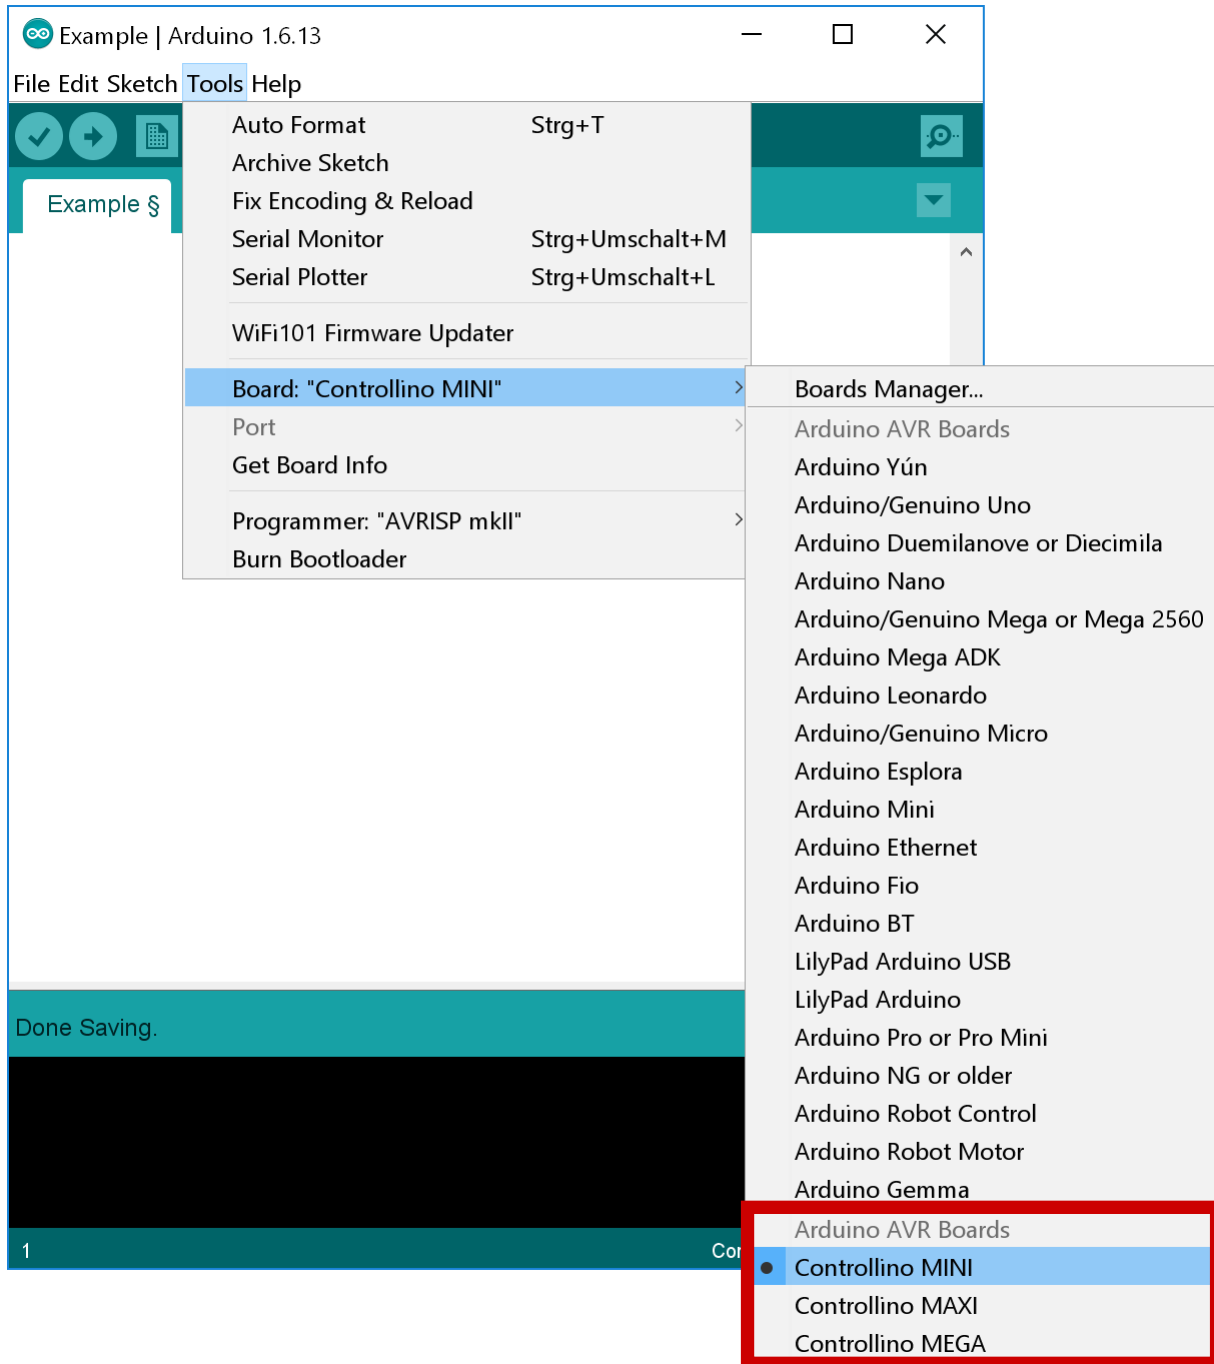 Example | Arduino 1.6.13
File Edit Sketch Tools Help
Example §
Auto Format Strg+T
Archive Sketch
Fix Encoding & Reload
Serial Monitor Strg+Umschalt+M
Serial Plotter Strg+Umschalt+L
WiFi101 Firmware Updater
Board: "Controllino MINI"
Port
Get Board Info
Programmer: "AVRISP mkII"
Burn Bootloader
Boards Manager...
Arduino AVR Boards
Arduino Yún
Arduino/Genuino Uno
Arduino Duemilanove or Diecimila
Arduino Nano
Arduino/Genuino Mega or Mega 2560
Arduino Mega ADK
Arduino Leonardo
Arduino/Genuino Micro
Arduino Esplora
Arduino Mini
Arduino Ethernet
Arduino Fio
Arduino BT
LilyPad Arduino USB
LilyPad Arduino
Arduino Pro or Pro Mini
Arduino NG or older
Arduino Robot Control
Arduino Robot Motor
Arduino Gemma
Arduino AVR Boards
Controllino MINI
Controllino MAXI
Controllino MEGA
Done Saving.
1 Cor